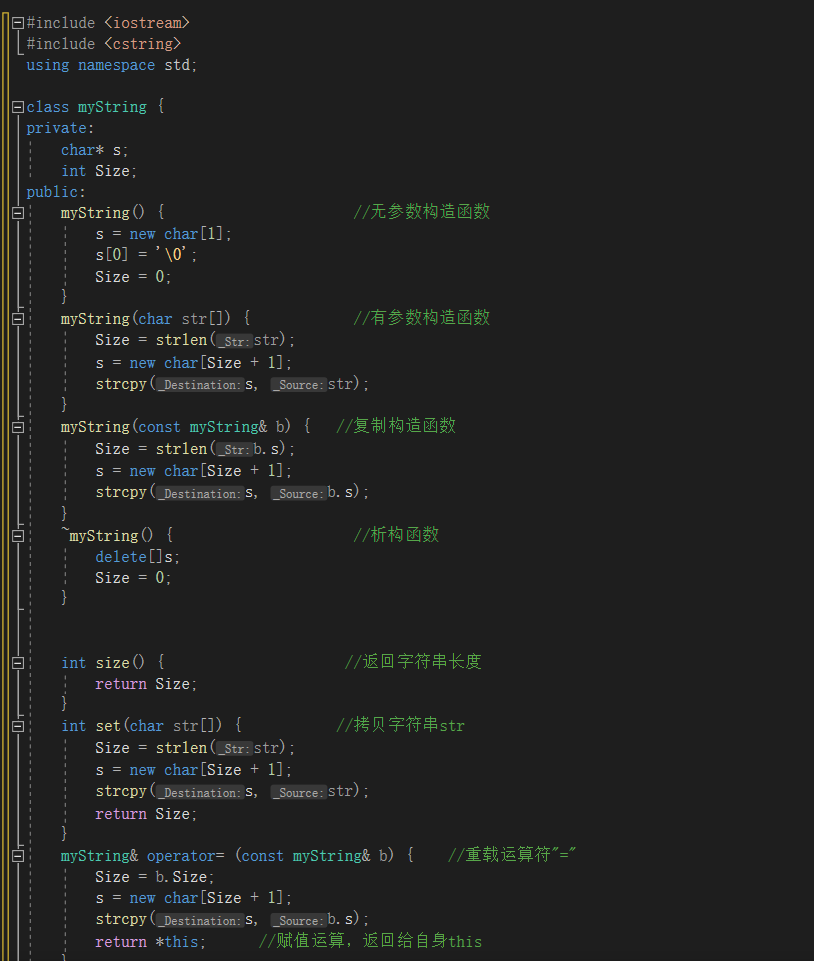 #include <iostream>
#include <cstring>
using namespace std;
class myString {
private:
char* s;
int Size;
public:
myString() { //无参数构造函数
s = new char[1];
s[0] = '\0';
Size = 0;
}
myString(char str[]) { //有参数构造函数
Size = strlen(_Str:str);
s = new char[Size + 1];
strcpy(_Destination:s, _Source:str);
}
myString(const myString& b) { //复制构造函数
Size = strlen(_Str:b.s);
s = new char[Size + 1];
strcpy(_Destination:s, _Source:b.s);
}
~myString() { //析构函数
delete[]s;
Size = 0;
}
int size() { //返回字符串长度
return Size;
}
int set(char str[]) { //拷贝字符串str
Size = strlen(_Str:str);
s = new char[Size + 1];
strcpy(_Destination:s, _Source:str);
return Size;
}
myString& operator= (const myString& b) { //重载运算符"="
Size = b.Size;
s = new char[Size + 1];
strcpy(_Destination:s, _Source:b.s);
return *this; //赋值运算，返回给自身this
}